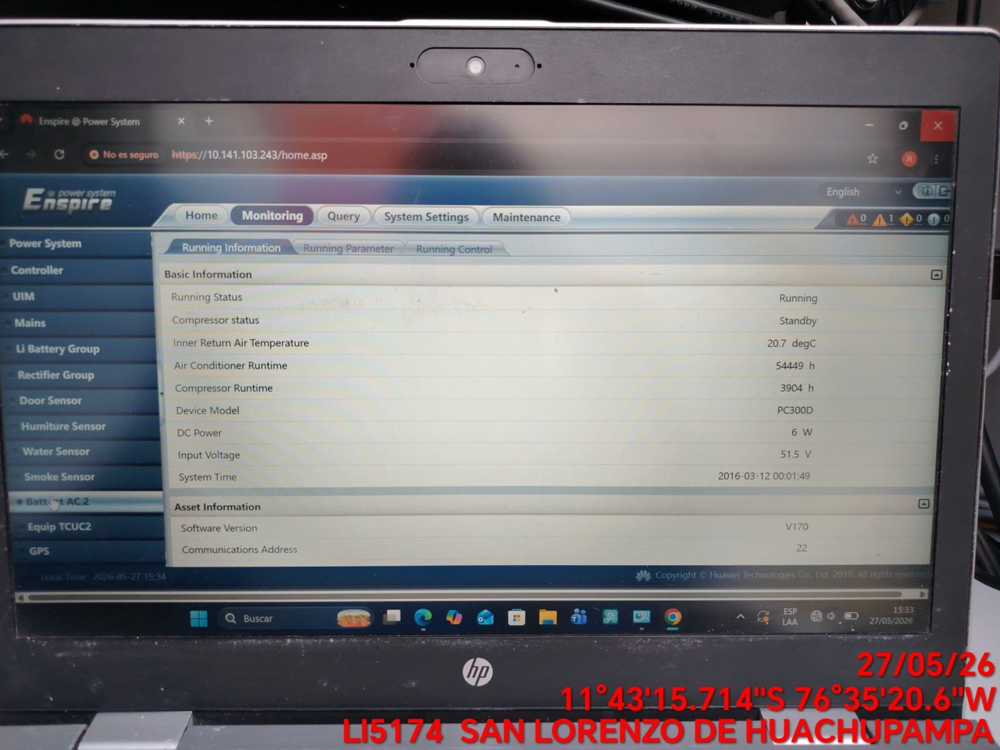 Enspire @ Power System
No es seguro https://10.141.103.243/home.asp
R
Enspire @ power system
English
Home Monitoring Query System Settings Maintenance
0 1 0 0
Running Information Running Parameter Running Control
Power System
Controller
UIM
Mains
Li Battery Group
Rectifier Group
Door Sensor
Humiture Sensor
Water Sensor
Smoke Sensor
AC.2
Equip TCUC2
GPS
Basic Information
Running Status Running
Compressor status Standby
Inner Return Air Temperature 20.7 degC
Air Conditioner Runtime 54449 h
Compressor Runtime 3904 h
Device Model PC300D
DC Power 6 W
Input Voltage 51.5 V
System Time 2016-03-12 00:01:49
Asset Information
Software Version V170
Communications Address 22
Local Time 2026-05-27 15:34
Copyright © Huawei Technologies Co., Ltd. 2019. All rights reserved
Buscar
ESP
LAA
15:33
27/05/2026
hp
27/05/26
11°43'15.714"S 76°35'20.6"W
LI5174 SAN LORENZO DE HUACHUPAMPA